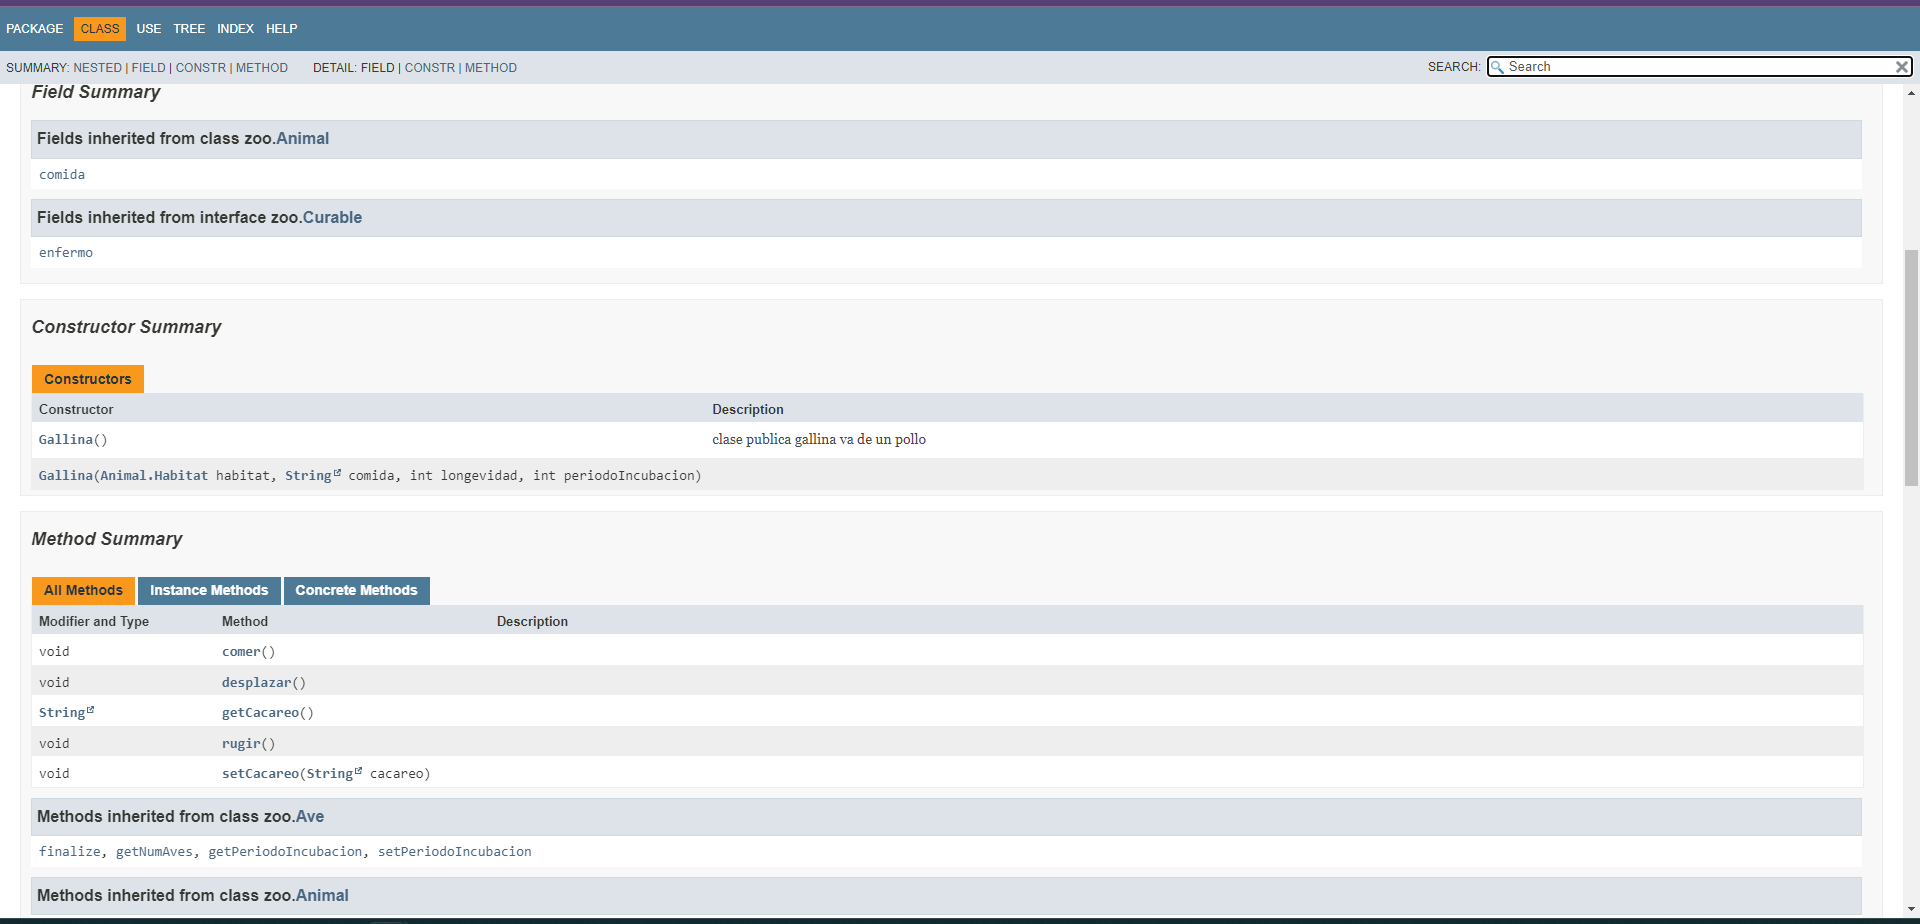 PACKAGE CLASS USE TREE INDEX HELP
SUMMARY: NESTED | FIELD | CONSTR | METHOD DETAIL: FIELD | CONSTR | METHOD SEARCH: Search
Field Summary
Fields inherited from class zoo.Animal
comida
Fields inherited from interface zoo.Curable
enfermo
Constructor Summary
Constructors
Constructor Description
Gallina() clase publica gallina va de un pollo
Gallina(Animal.Habitat habitat, String comida, int longevidad, int periodoIncubacion)
Method Summary
All Methods Instance Methods Concrete Methods
Modifier and Type Method Description
void comer()
void desplazar()
String getCacareo()
void rugir()
void setCacareo(String cacareo)
Methods inherited from class zoo.Ave
finalize, getNumAves, getPeriodoIncubacion, setPeriodoIncubacion
Methods inherited from class zoo.Animal